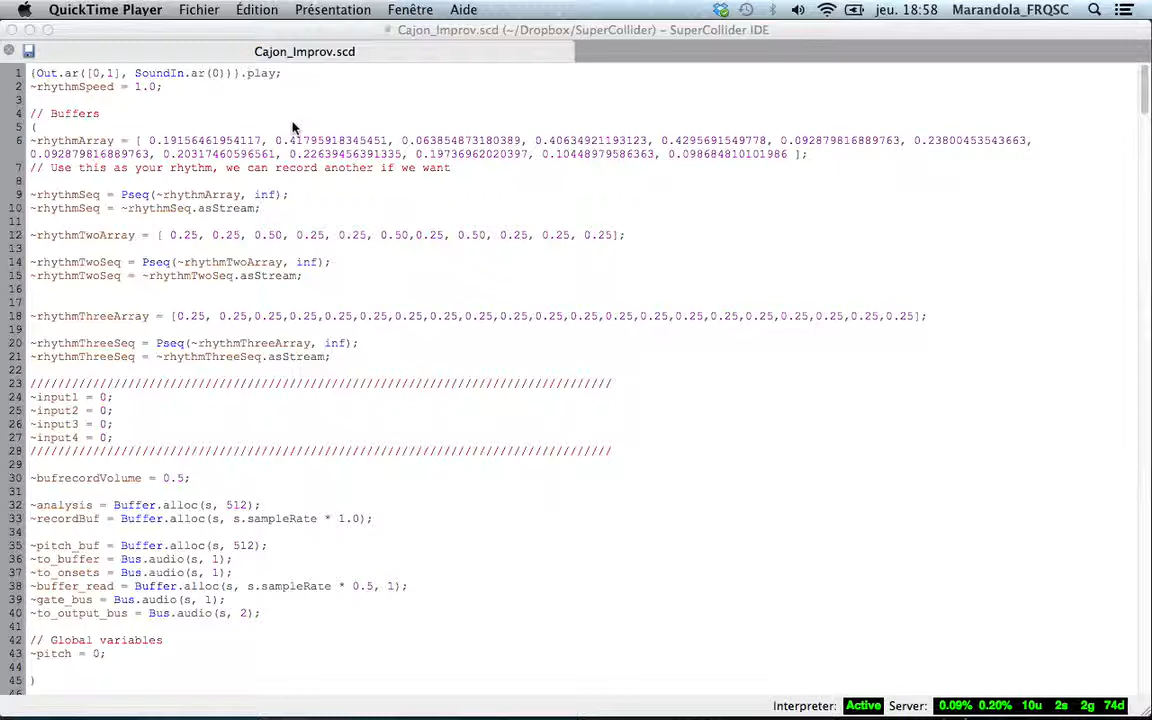 QuickTime Player Fichier Édition Présentation Fenêtre Aide jeu. 18:58 Marandola_FRQSC
Cajon_Improv.scd (~/Dropbox/SuperCollider) – SuperCollider IDE
Cajon_Improv.scd
1 (Out.ar([0,1], SoundIn.ar(0))).play;
2 ~rhythmSpeed = 1.0;
3
4 // Buffers
5 (
6 ~rhythmArray = [ 0.19156461954117, 0.41795918345451, 0.063854873180389, 0.40634921193123, 0.4295691549778, 0.092879816889763, 0.23800453543663,
0.092879816889763, 0.20317460596561, 0.22639456391335, 0.19736962020397, 0.10448979586363, 0.098684810101986 ];
7 // Use this as your rhythm, we can record another if we want
8
9 ~rhythmSeq = Pseq(~rhythmArray, inf);
10 ~rhythmSeq = ~rhythmSeq.asStream;
11
12 ~rhythmTwoArray = [ 0.25, 0.25, 0.50, 0.25, 0.25, 0.50,0.25, 0.50, 0.25, 0.25, 0.25];
13
14 ~rhythmTwoSeq = Pseq(~rhythmTwoArray, inf);
15 ~rhythmTwoSeq = ~rhythmTwoSeq.asStream;
16
17
18 ~rhythmThreeArray = [0.25, 0.25,0.25,0.25,0.25,0.25,0.25,0.25,0.25,0.25,0.25,0.25,0.25,0.25,0.25,0.25,0.25,0.25,0.25,0.25,0.25];
19
20 ~rhythmThreeSeq = Pseq(~rhythmThreeArray, inf);
21 ~rhythmThreeSeq = ~rhythmThreeSeq.asStream;
22
23 ///////////////////////////////////////////////////////////////////////////////////
24 ~input1 = 0;
25 ~input2 = 0;
26 ~input3 = 0;
27 ~input4 = 0;
28 ///////////////////////////////////////////////////////////////////////////////////
29
30 ~bufrecordVolume = 0.5;
31
32 ~analysis = Buffer.alloc(s, 512);
33 ~recordBuf = Buffer.alloc(s, s.sampleRate * 1.0);
34
35 ~pitch_buf = Buffer.alloc(s, 512);
36 ~to_buffer = Bus.audio(s, 1);
37 ~to_onsets = Bus.audio(s, 1);
38 ~buffer_read = Buffer.alloc(s, s.sampleRate * 0.5, 1);
39 ~gate_bus = Bus.audio(s, 1);
40 ~to_output_bus = Bus.audio(s, 2);
41
42 // Global variables
43 ~pitch = 0;
44
45 )
46
Interpreter: Active Server: 0.09% 0.20% 10u 2s 2g 74d